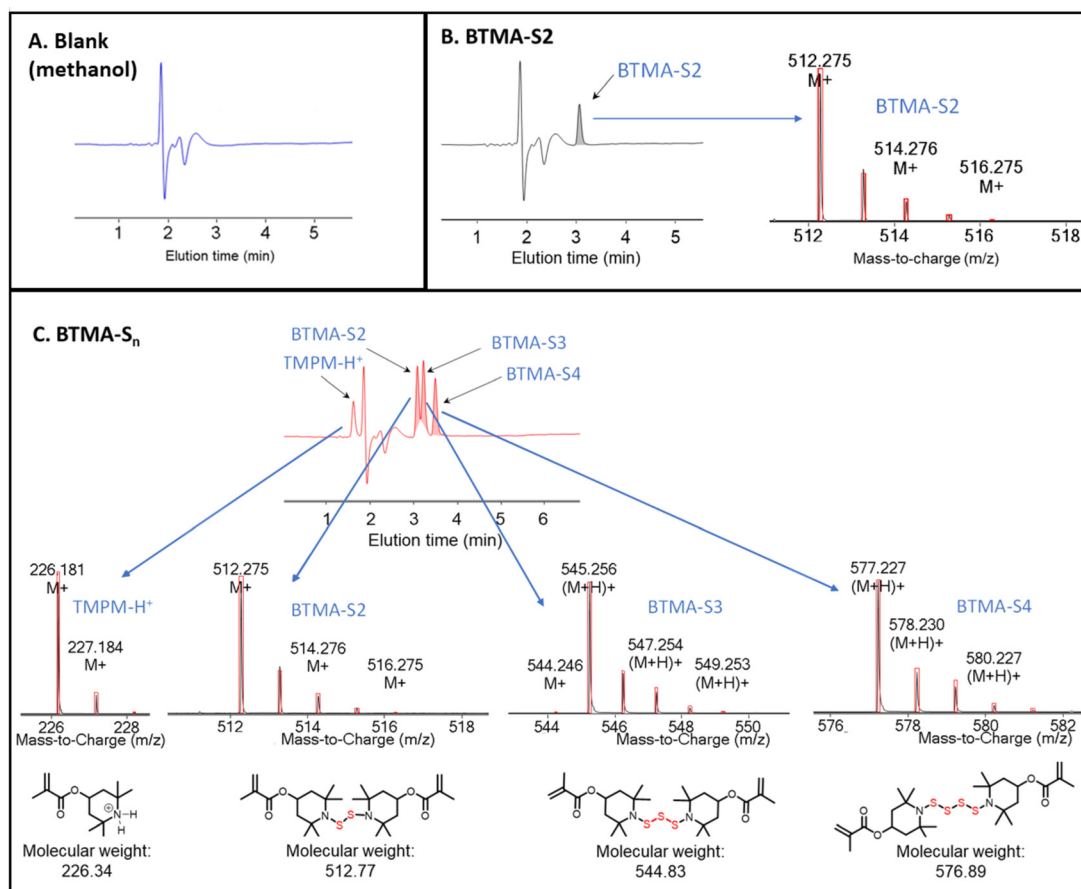 A. Blank
(methanol)
1 2 3 4 5
Elution time (min)
B. BTMA-S2
BTMA-S2
1 2 3 4 5
Elution time (min)
512.275
M+
BTMA-S2
514.276
M+
516.275
M+
512 514 516 518
Mass-to-charge (m/z)
C. BTMA-Sn
BTMA-S2
TMPM-H+
BTMA-S3
BTMA-S4
1 2 3 4 5 6
Elution time (min)
226.181
M+
TMPM-H+
227.184
M+
226 228
Mass-to-Charge (m/z)
512.275
M+
BTMA-S2
514.276
M+
516.275
M+
512 514 516 518
Mass-to-Charge (m/z)
545.256
(M+H)+
BTMA-S3
544.246
M+
547.254
(M+H)+
549.253
(M+H)+
544 546 548 550
Mass-to-Charge (m/z)
577.227
(M+H)+
BTMA-S4
578.230
(M+H)+
580.227
(M+H)+
576 578 580 582
Mass-to-Charge (m/z)
O O N H H
Molecular weight:
226.34
O O N S S N O O
Molecular weight:
512.77
O O N S S S N O O
Molecular weight:
544.83
O O N S S S S N O O
Molecular weight:
576.89